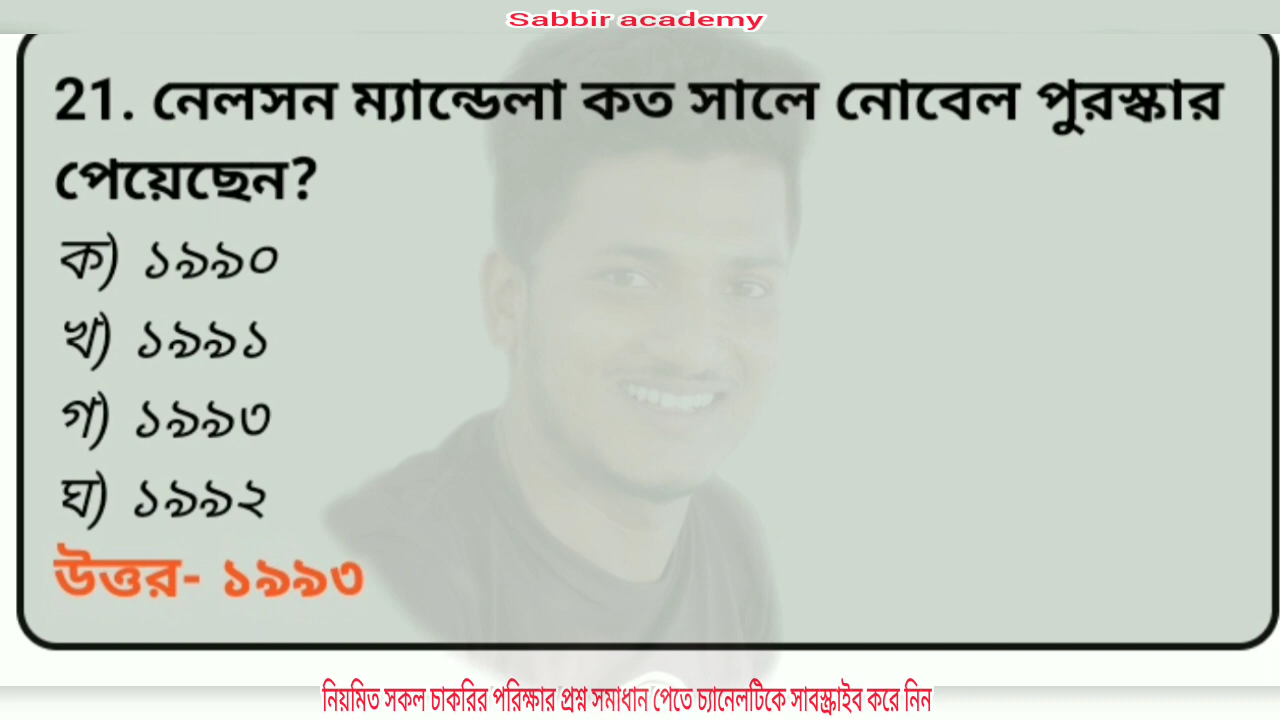 Sabbir academy
21. নেলসন ম্যান্ডেলা কত সালে নোবেল পুরস্কার
পেয়েছেন?
ক) ১৯৯০
খ) ১৯৯১
গ) ১৯৯৩
ঘ) ১৯৯২
উত্তর- ১৯৯৩
নিয়মিত সকল চাকরির পরিক্ষার প্রশ্ন সমাধান পেতে চ্যানেলটিকে সাবস্ক্রাইব করে নিন